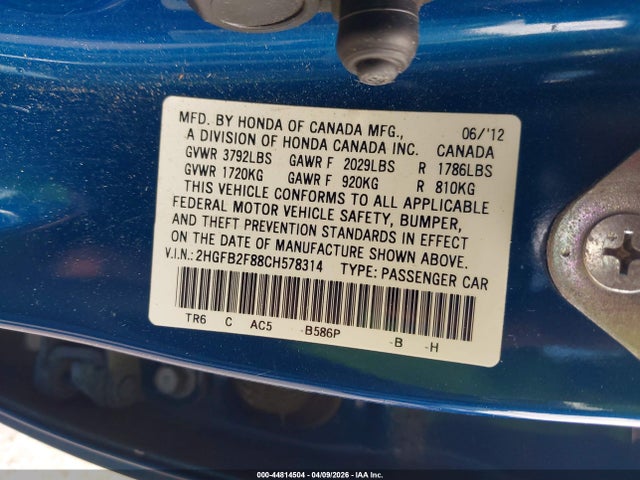 MFD. BY HONDA OF CANADA MFG., 06/'12
A DIVISION OF HONDA CANADA INC. CANADA
GVWR 3792LBS GAWR F 2029LBS R 1786LBS
GVWR 1720KG GAWR F 920KG R 810KG
THIS VEHICLE CONFORMS TO ALL APPLICABLE
FEDERAL MOTOR VEHICLE SAFETY, BUMPER,
AND THEFT PREVENTION STANDARDS IN EFFECT
ON THE DATE OF MANUFACTURE SHOWN ABOVE.
V.I.N.: 2HGFB2F88CH578314 TYPE: PASSENGER CAR
TR6 C AC5 -B586P -B -H
000-44814504 | 04/09/2026 | IAA Inc.